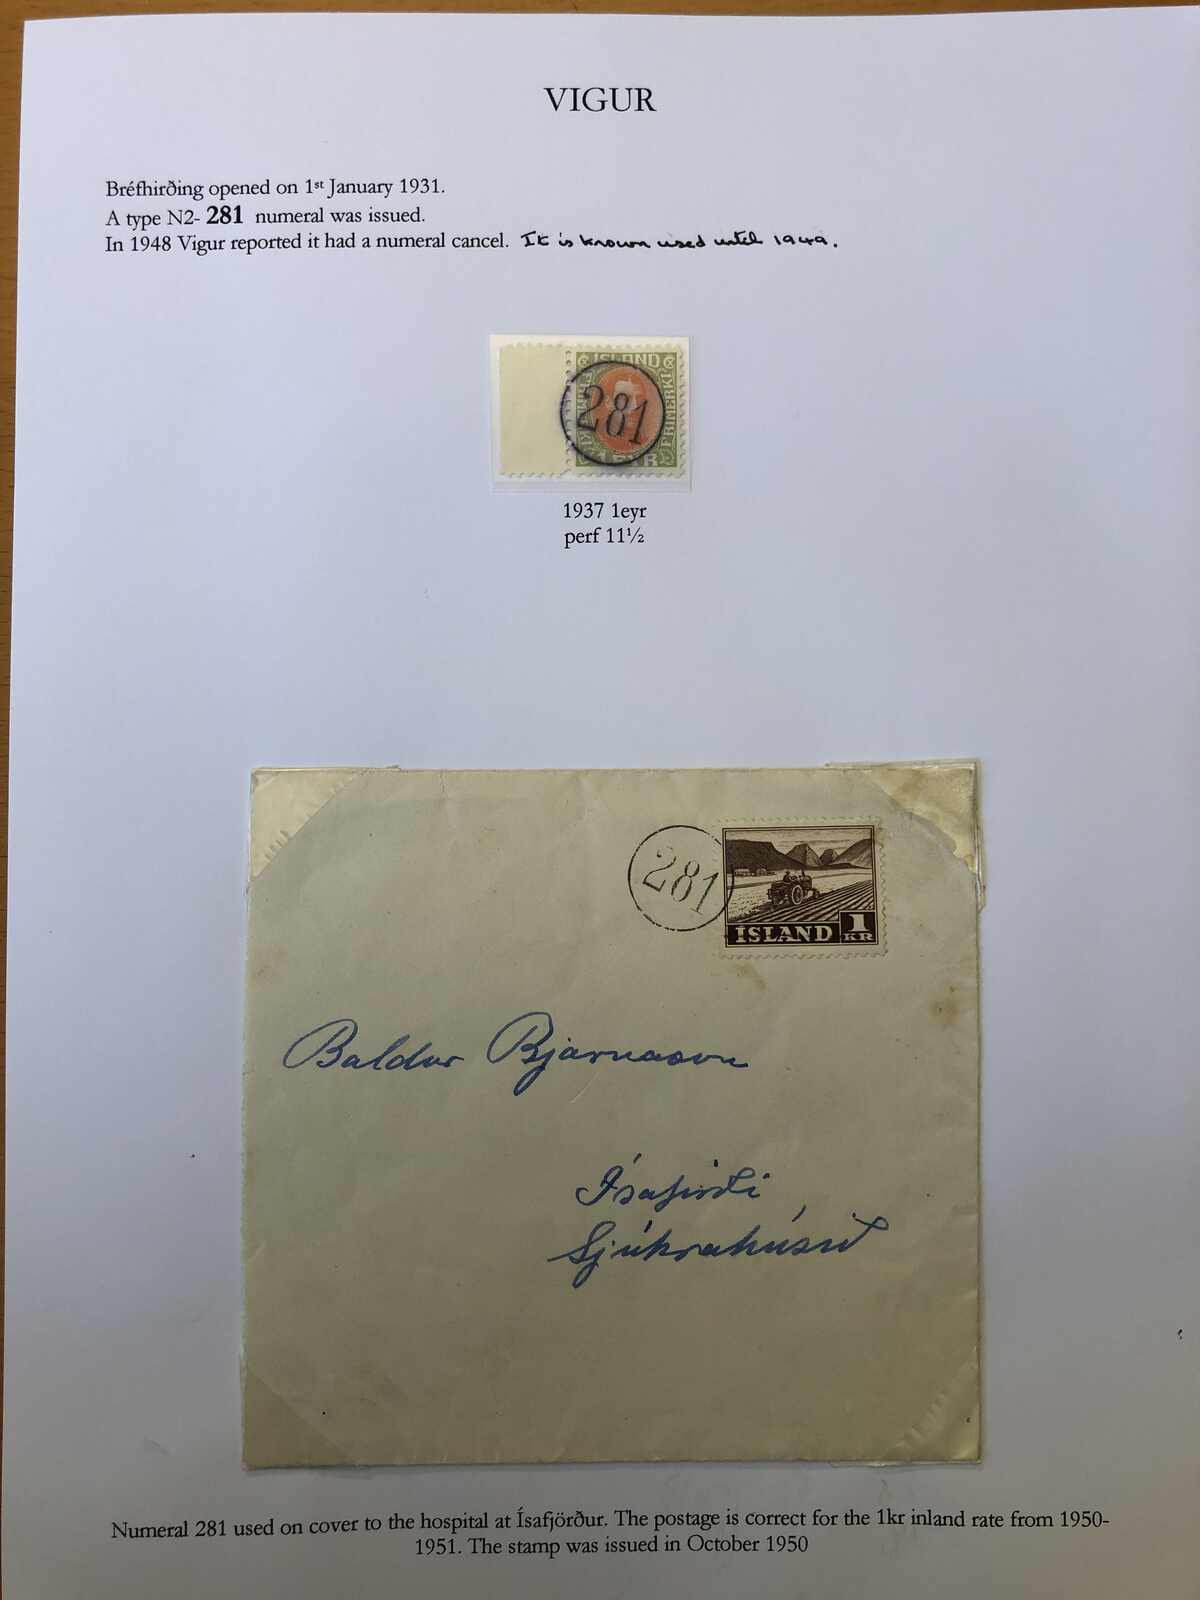 VIGUR
Bréfhirðing opened on 1st January 1931.
A type N2- 281 numeral was issued.
In 1948 Vigur reported it had a numeral cancel. It is known used until 1949.
ISLAND
FRIMERKI
1 EYR
281
1937 1eyr
perf 11½
281
ISLAND 1 KR
Baldur Bjarnason
Ísafirði
Sjúkrahúsið
Numeral 281 used on cover to the hospital at Ísafjörður. The postage is correct for the 1kr inland rate from 1950-
1951. The stamp was issued in October 1950